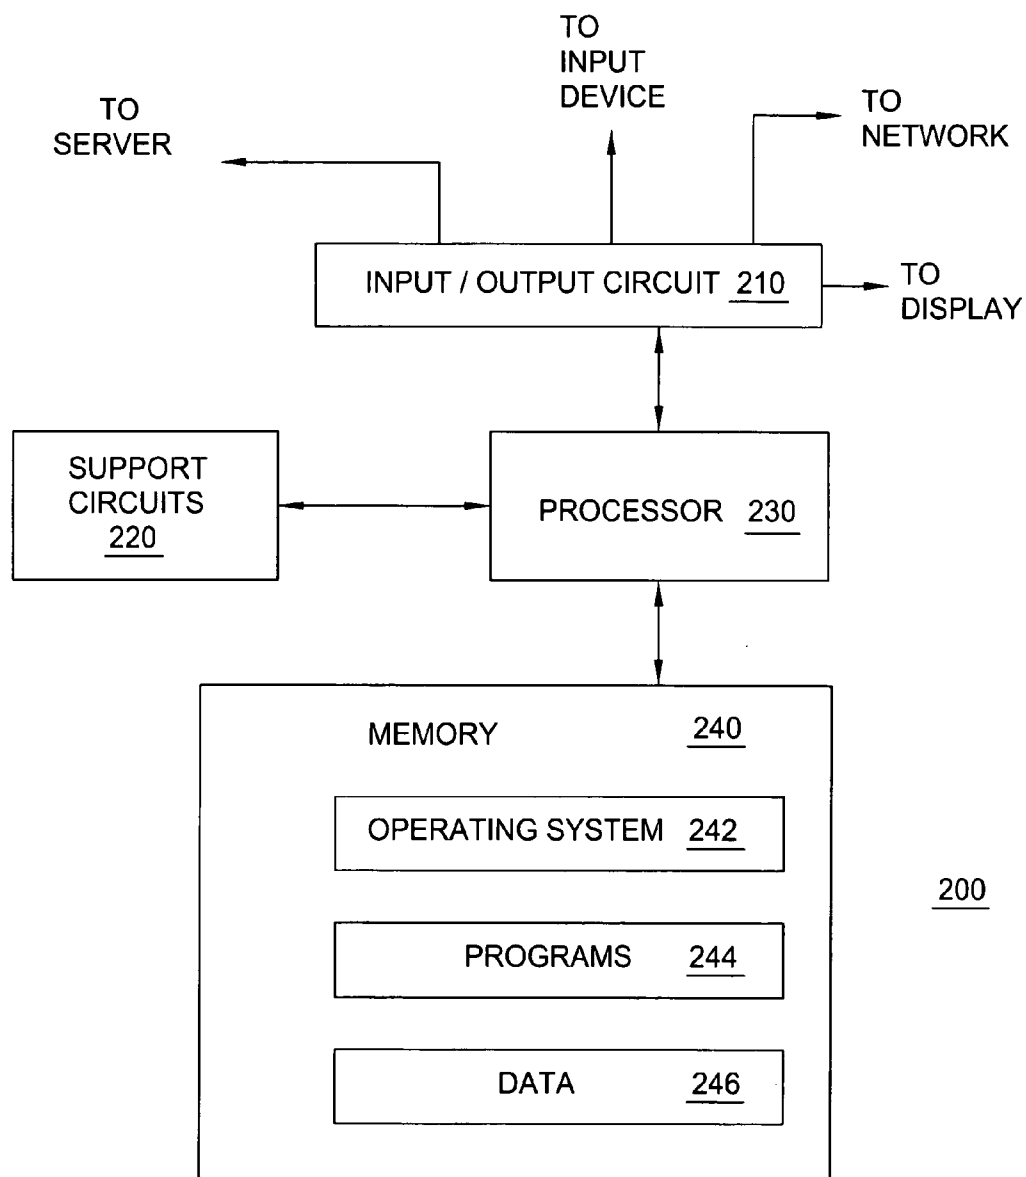 TO
INPUT
DEVICE
TO
SERVER
TO
NETWORK
INPUT / OUTPUT CIRCUIT 210
TO
DISPLAY
SUPPORT
CIRCUITS
220
PROCESSOR 230
MEMORY 240
OPERATING SYSTEM 242
200
PROGRAMS 244
DATA 246